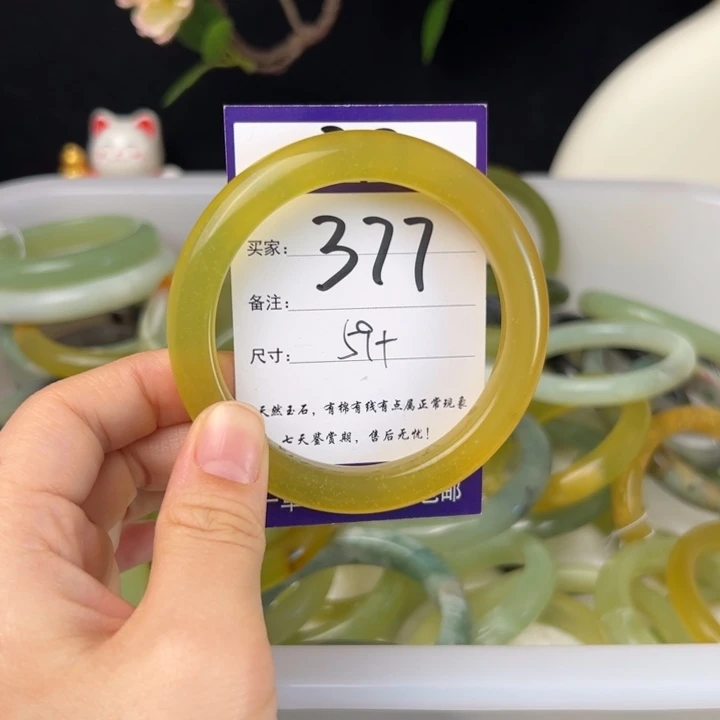 买家: 377
备注:
尺寸: 59+
天然玉石，有棉有线有点属正常现象
七天鉴赏期，售后无忧!